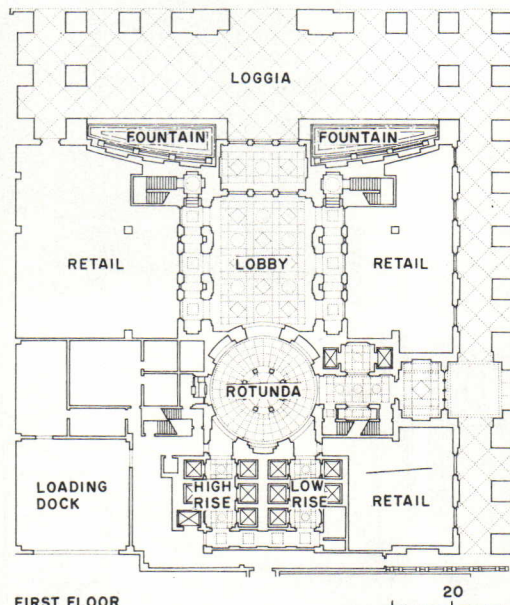 LOGGIA
FOUNTAIN FOUNTAIN
RETAIL LOBBY RETAIL
ROTUNDA
LOADING DOCK
HIGH RISE
LOW RISE
RETAIL
FIRST FLOOR
20